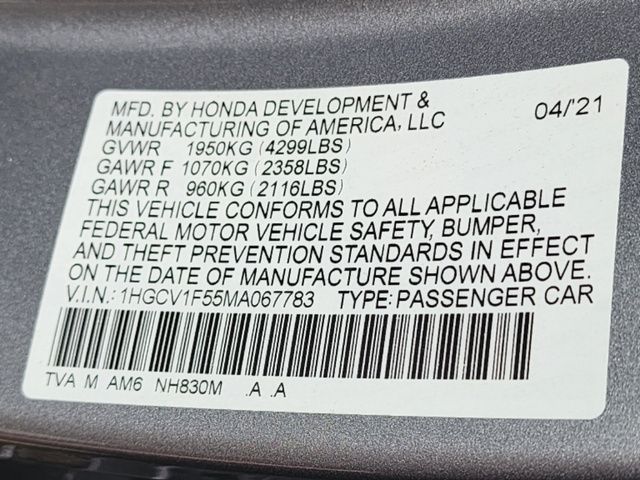 MFD. BY HONDA DEVELOPMENT &
MANUFACTURING OF AMERICA, LLC 04/'21
GVWR 1950KG (4299LBS)
GAWR F 1070KG (2358LBS)
GAWR R 960KG (2116LBS)
THIS VEHICLE CONFORMS TO ALL APPLICABLE
FEDERAL MOTOR VEHICLE SAFETY, BUMPER,
AND THEFT PREVENTION STANDARDS IN EFFECT
ON THE DATE OF MANUFACTURE SHOWN ABOVE.
V.I.N.: 1HGCV1F55MA067783 TYPE: PASSENGER CAR
TVA M AM6 NH830M .A .A